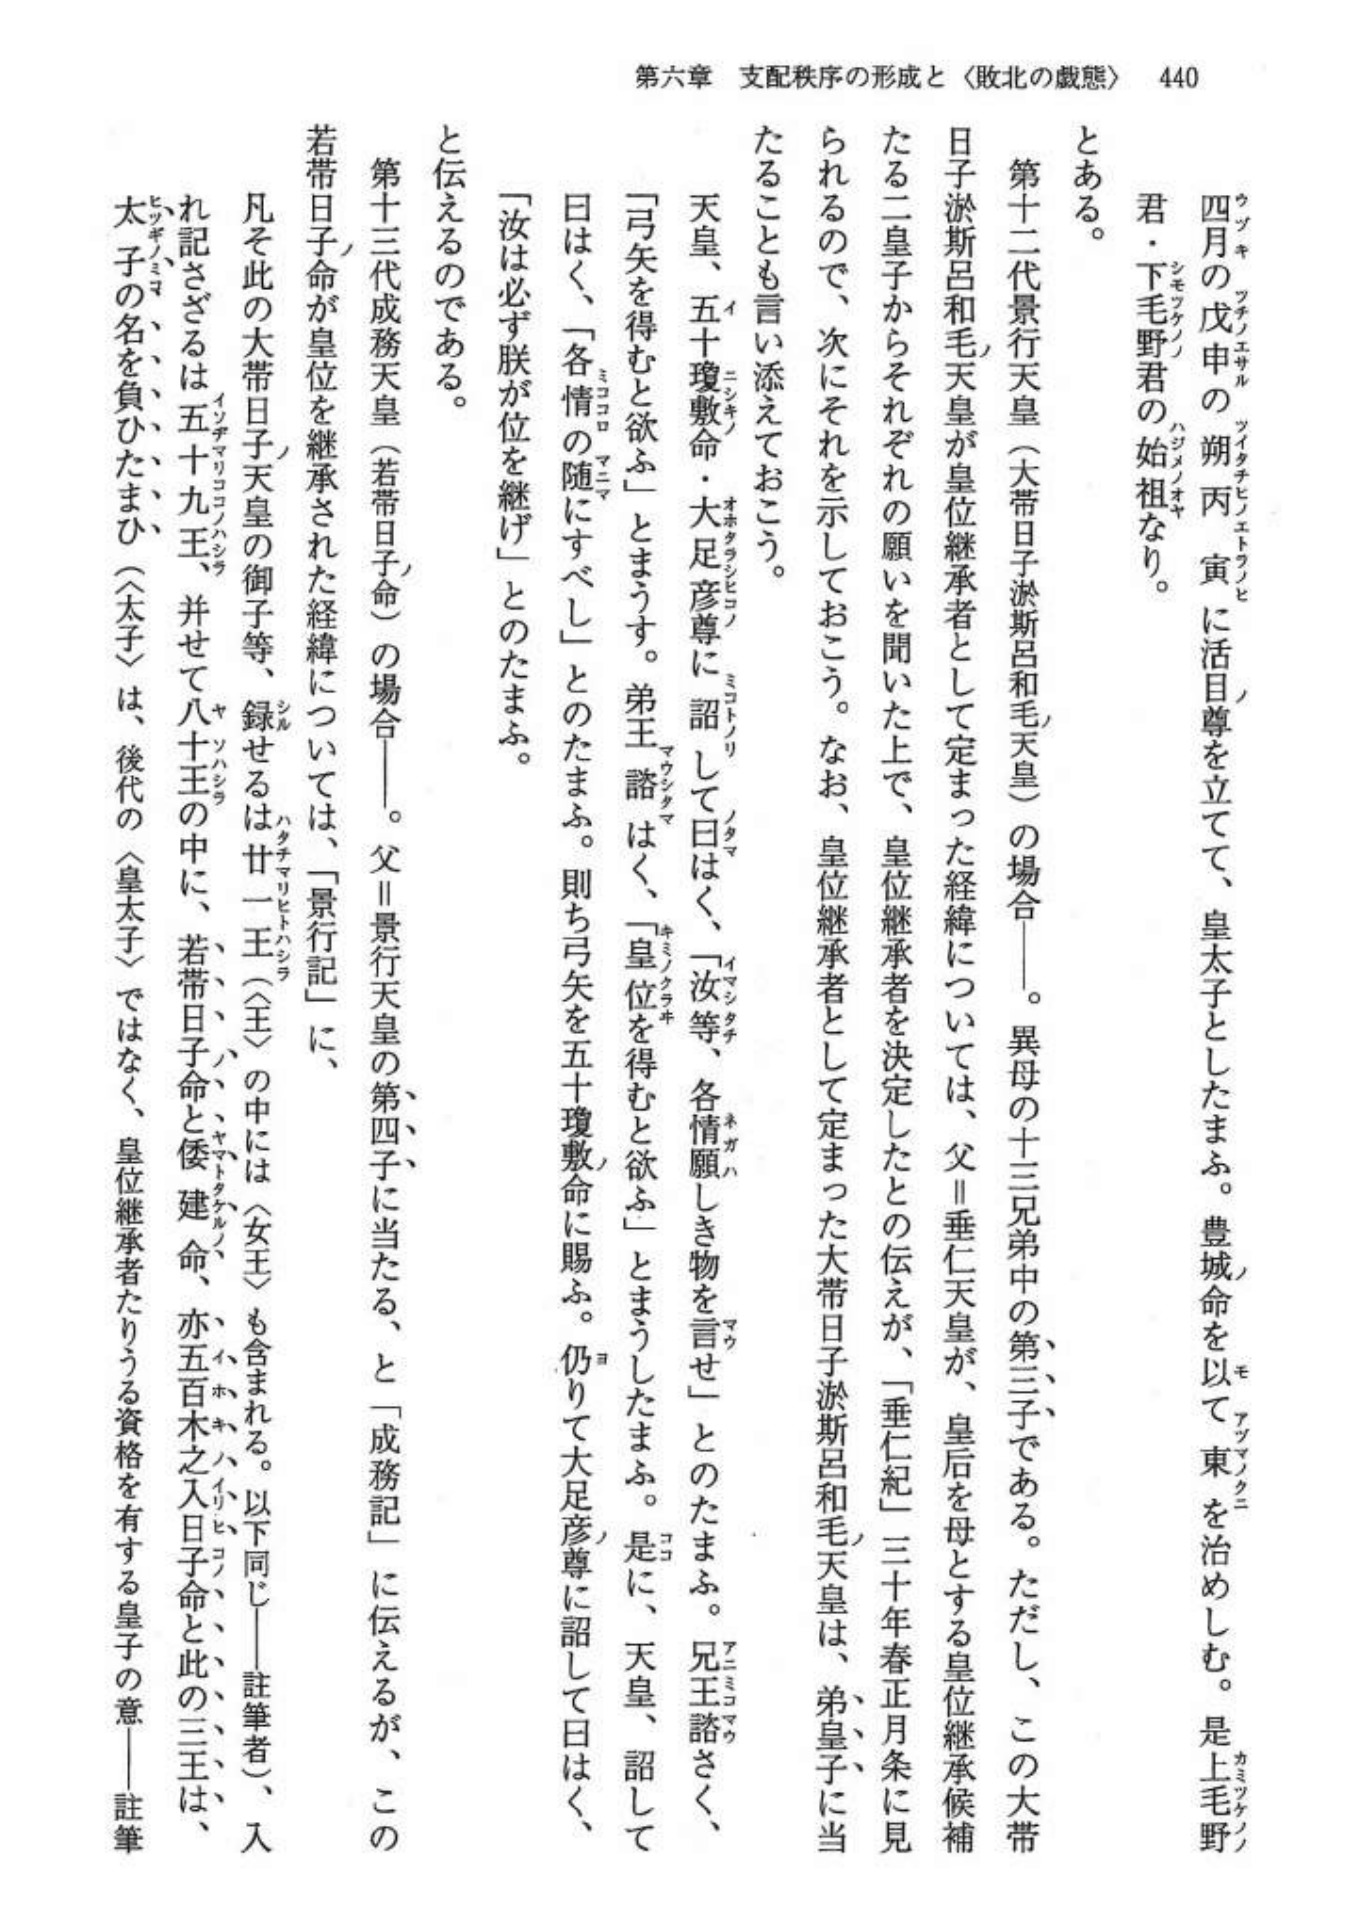 第六章　支配秩序の形成と〈敗北の戯態〉　440
四月の戊申の朔丙寅に活目尊を立てて、皇太子としたまふ。豊城命を以て東を治めしむ。是上毛野
君・下毛野君の始祖なり。
とある。
第十二代景行天皇（大帯日子淤斯呂和毛天皇）の場合――。異母の十三兄弟中の第三子である。ただし、この大帯
日子淤斯呂和毛天皇が皇位継承者として定まった経緯については、父＝垂仁天皇が、皇后を母とする皇位継承候補
たる二皇子からそれぞれの願いを聞いた上で、皇位継承者を決定したとの伝えが、「垂仁紀」三十年春正月条に見
られるので、次にそれを示しておこう。なお、皇位継承者として定まった大帯日子淤斯呂和毛天皇は、弟皇子に当
たることも言い添えておこう。
天皇、五十瓊敷命・大足彦尊に詔して曰はく、「汝等、各情願しき物を言せ」とのたまふ。兄王諮さく、
「弓矢を得むと欲ふ」とまうす。弟王諮はく、「皇位を得むと欲ふ」とまうしたまふ。是に、天皇、詔して
曰はく、「各情の随にすべし」とのたまふ。則ち弓矢を五十瓊敷命に賜ふ。仍りて大足彦尊に詔して曰はく、
「汝は必ず朕が位を継げ」とのたまふ。
と伝えるのである。
第十三代成務天皇（若帯日子命）の場合――。父＝景行天皇の第四子に当たる、と「成務記」に伝えるが、この
若帯日子命が皇位を継承された経緯については、「景行記」に、
凡そ此の大帯日子天皇の御子等、録せるは廿一王（〈王〉の中には〈女王〉も含まれる。以下同じ――註筆者）、入
れ記さざるは五十九王、并せて八十王の中に、若帯日子命と倭建命、亦五百木之入日子命と此の三王は、
太子の名を負ひたまひ（〈太子〉は、後代の〈皇太子〉ではなく、皇位継承者たりうる資格を有する皇子の意――註筆